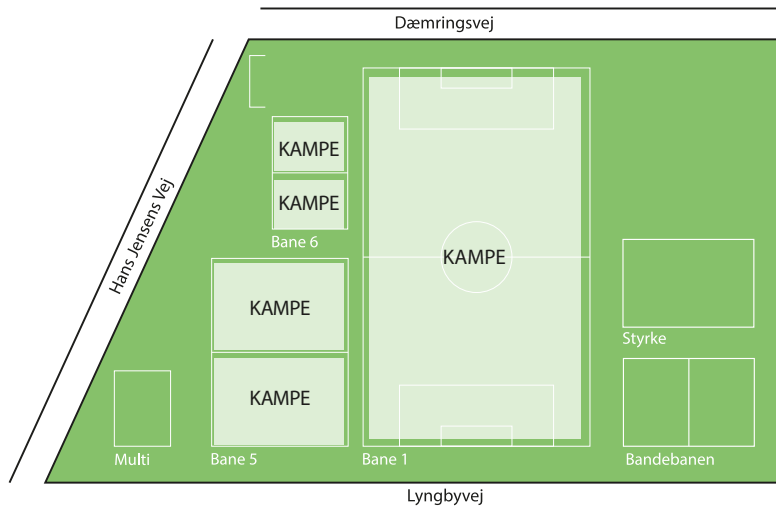 Dæmringsvej
Hans Jensens Vej
KAMPE
KAMPE
Bane 6
KAMPE
KAMPE
KAMPE
Styrke
Multi
Bane 5
Bane 1
Bandebanen
Lyngbyvej